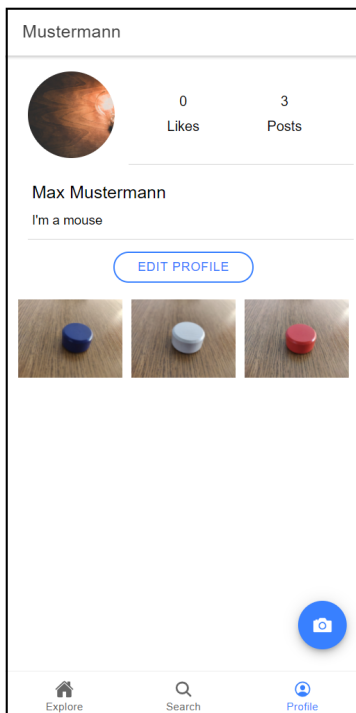 Mustermann
0
3
Likes
Posts
Max Mustermann
I'm a mouse
EDIT PROFILE
Explore
Search
Profile